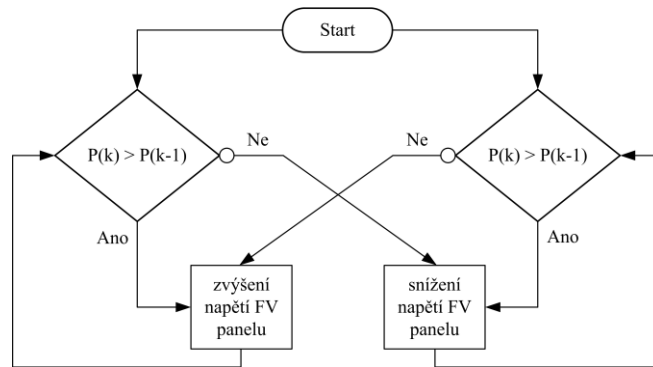 Start
P(k) > P(k-1)
Ne
Ne
P(k) > P(k-1)
Ano
Ano
zvýšení
napětí FV
panelu
snížení
napětí FV
panelu